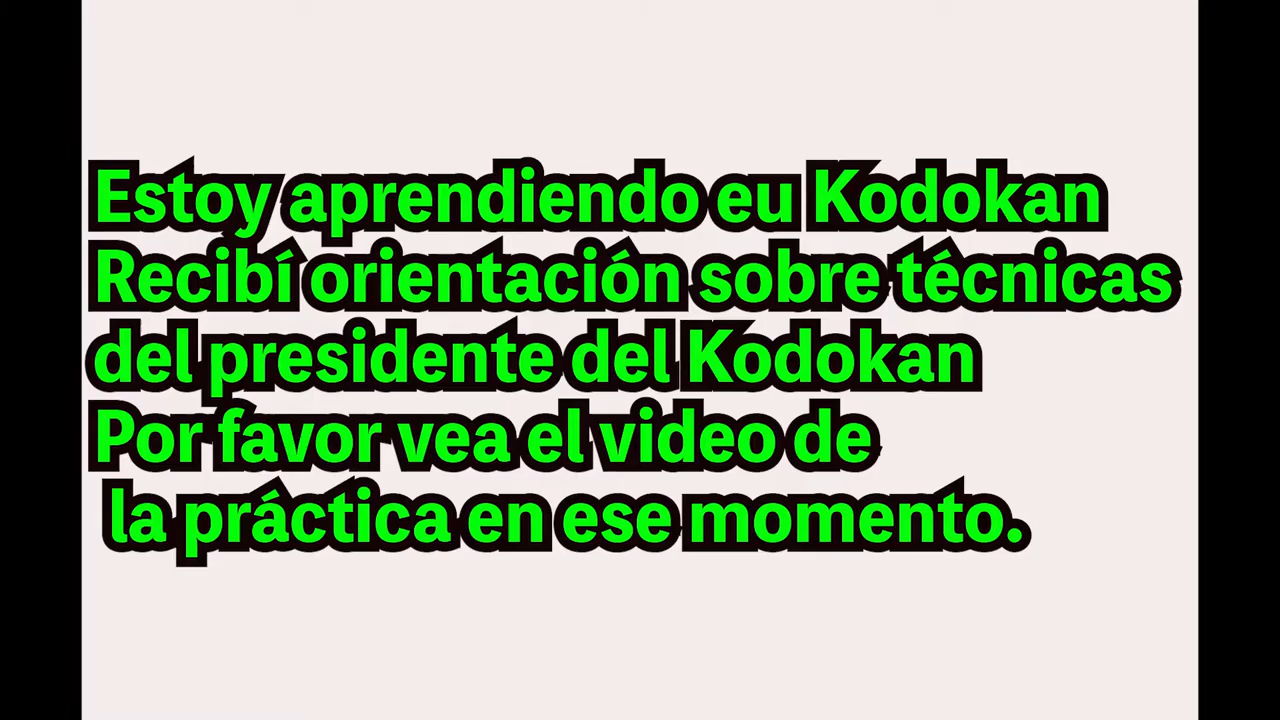 Estoy aprendiendo eu Kodokan
Recibí orientación sobre técnicas
del presidente del Kodokan
Por favor vea el video de
la práctica en ese momento.